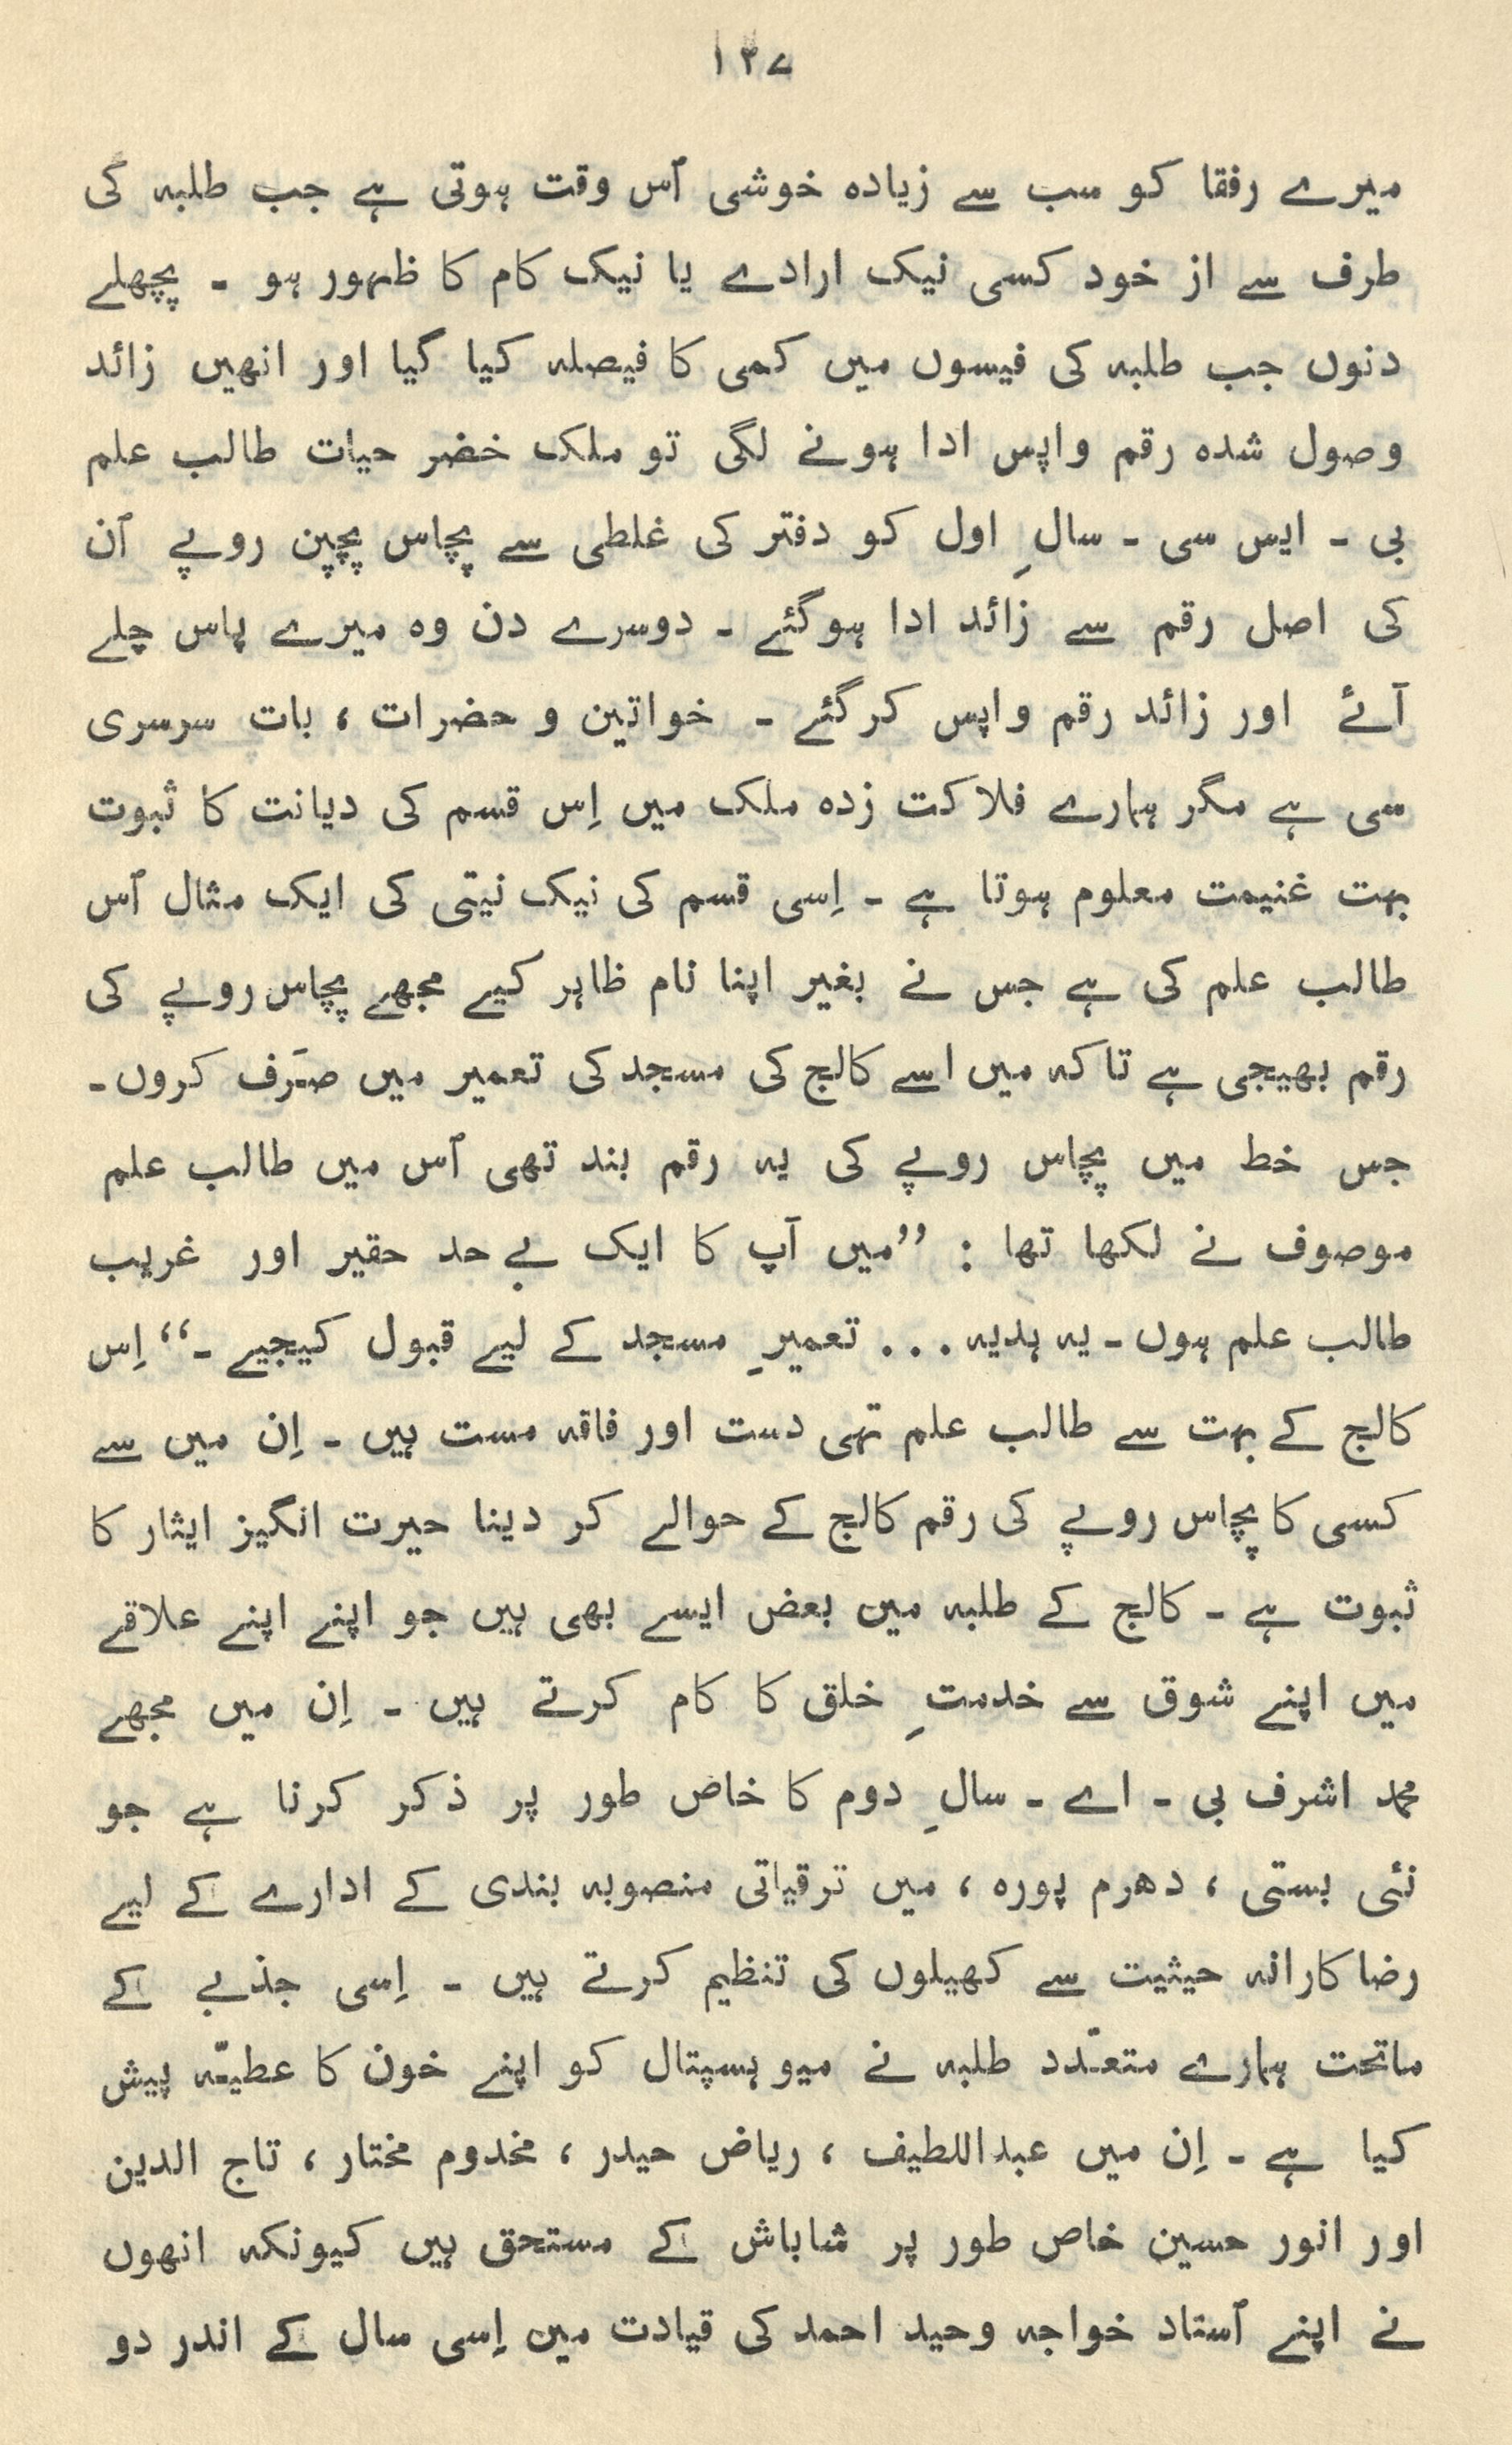 ۱۳۷
میرے رفقا کو سب سے زیادہ خوشی اُس وقت ہوتی ہے جب طلبہ کی
طرف سے از خود کسی نیک ارادے یا نیک کام کا ظہور ہو ۔ پچھلے
دنوں جب طلبہ کی فیسوں میں کمی کا فیصلہ کیا گیا اور انھیں زائد
وصول شدہ رقم واپس ادا ہونے لگی تو ملک خضر حیات طالب علم
بی ۔ ایس سی ۔ سالِ اول کو دفتر کی غلطی سے پچاس پچپن روپے اُن
کی اصل رقم سے زائد ادا ہوگئے ۔ دوسرے دن وہ میرے پاس چلے
آئے اور زائد رقم واپس کرگئے ۔ خواتین و حضرات ، بات سرسری
سی ہے مگر ہمارے فلاکت زدہ ملک میں اِس قسم کی دیانت کا ثبوت
بہت غنیمت معلوم ہوتا ہے ۔ اِسی قسم کی نیک نیتی کی ایک مثال اُس
طالب علم کی ہے جس نے بغیر اپنا نام ظاہر کیے مجھے پچاس روپے کی
رقم بھیجی ہے تاکہ میں اسے کالج کی مسجد کی تعمیر میں صَرف کروں ۔
جس خط میں پچاس روپے کی یہ رقم بند تھی اُس میں طالب علم
موصوف نے لکھا تھا : ”میں آپ کا ایک بے حد حقیر اور غریب
طالب علم ہوں ۔ یہ ہدیہ . . . تعمیرِ مسجد کے لیے قبول کیجیے ۔“ اِس
کالج کے بہت سے طالب علم تہی دست اور فاقہ مست ہیں ۔ اِن میں سے
کسی کا پچاس روپے کی رقم کالج کے حوالے کر دینا حیرت انگیز ایثار کا
ثبوت ہے ۔ کالج کے طلبہ میں بعض ایسے بھی ہیں جو اپنے اپنے علاقے
میں اپنے شوق سے خدمتِ خلق کا کام کرتے ہیں ۔ اِن میں مجھے
محمد اشرف بی ۔ اے ۔ سالِ دوم کا خاص طور پر ذکر کرنا ہے جو
نئی بستی ، دھرم پورہ ، میں ترقیاتی منصوبہ بندی کے ادارے کے لیے
رضاکارانہ حیثیت سے کھیلوں کی تنظیم کرتے ہیں ۔ اِسی جذبے کے
ماتحت ہمارے متعدّد طلبہ نے میو ہسپتال کو اپنے خون کا عطیّہ پیش
کیا ہے ۔ اِن میں عبداللطیف ، ریاض حیدر ، مخدوم مختار ، تاج الدین
اور انور حسین خاص طور پر شاباش کے مستحق ہیں کیونکہ انھوں
نے اپنے اُستاد خواجہ وحید احمد کی قیادت میں اِسی سال کے اندر دو